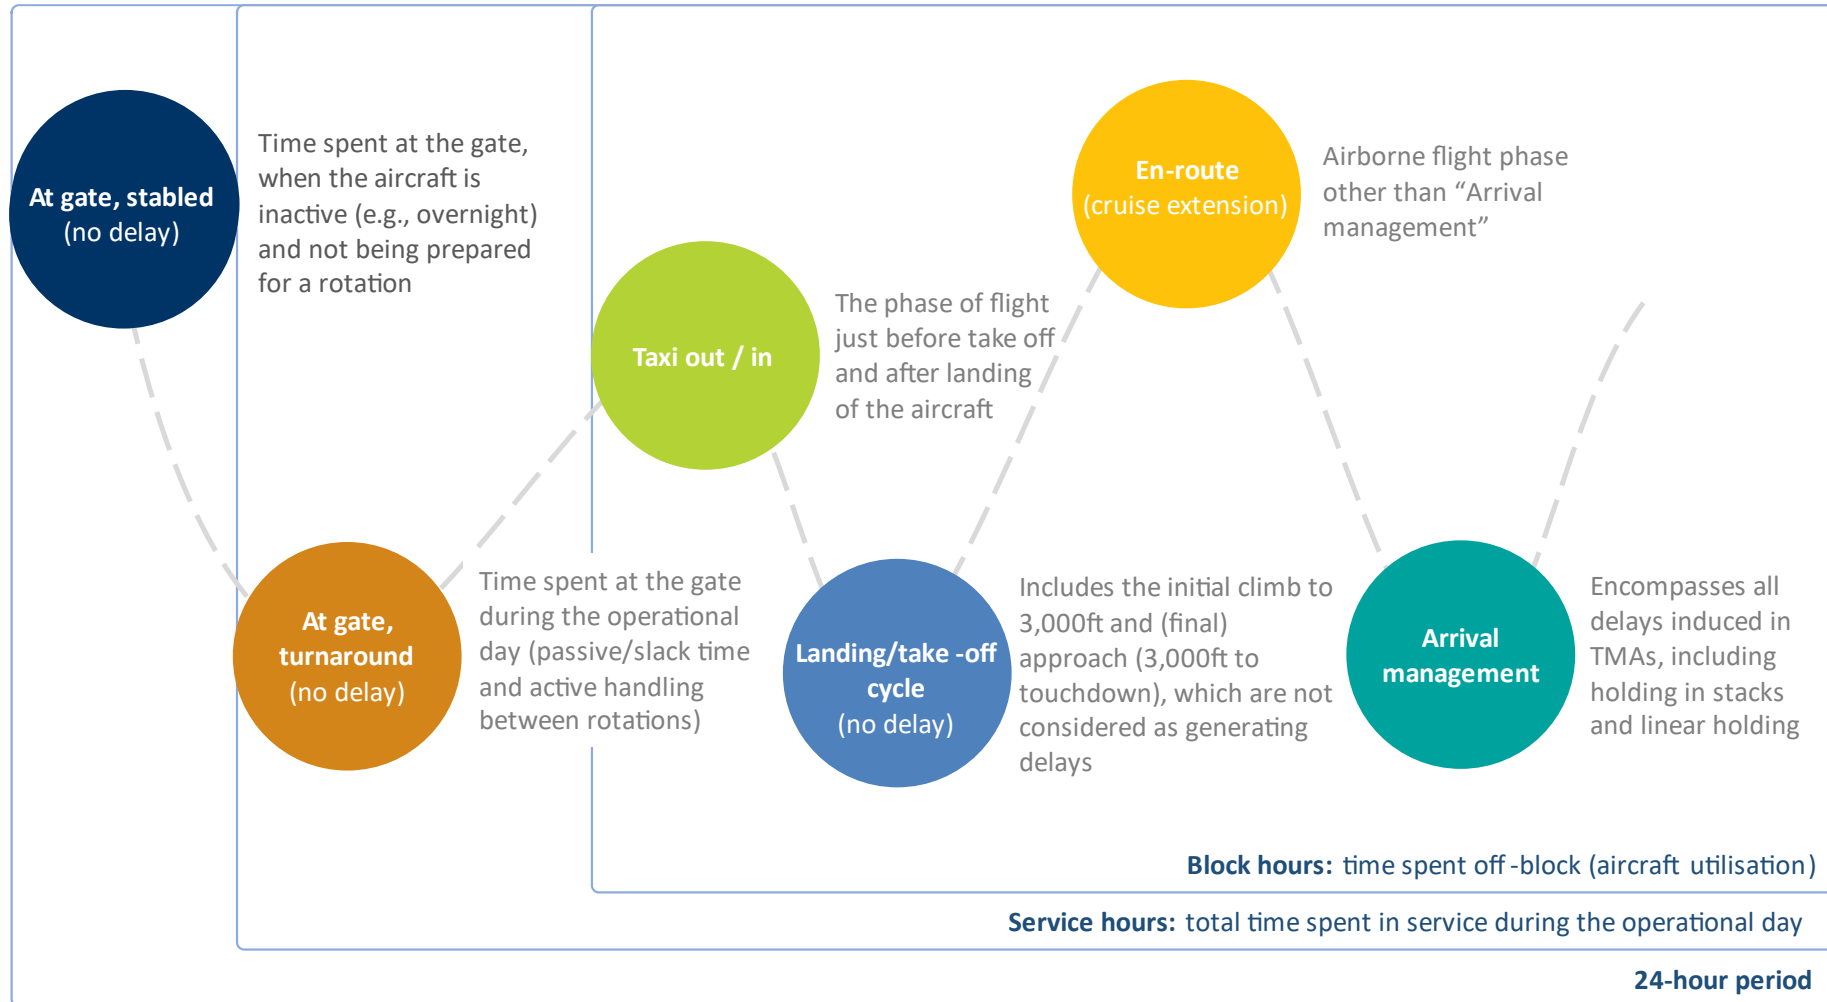 At gate, stabled
(no delay)
Time spent at the gate,
when the aircraft is
inactive (e.g., overnight)
and not being prepared
for a rotation
At gate,
turnaround
(no delay)
Time spent at the gate
during the operational
day (passive/slack time
and active handling
between rotations)
Taxi out / in
The phase of flight
just before take off
and after landing
of the aircraft
Landing/take -off
cycle
(no delay)
Includes the initial climb to
3,000ft and (final)
approach (3,000ft to
touchdown), which are not
considered as generating
delays
En-route
(cruise extension)
Airborne flight phase
other than “Arrival
management”
Arrival
management
Encompasses all
delays induced in
TMAs, including
holding in stacks
and linear holding
Block hours: time spent off -block (aircraft utilisation)
Service hours: total time spent in service during the operational day
24-hour period